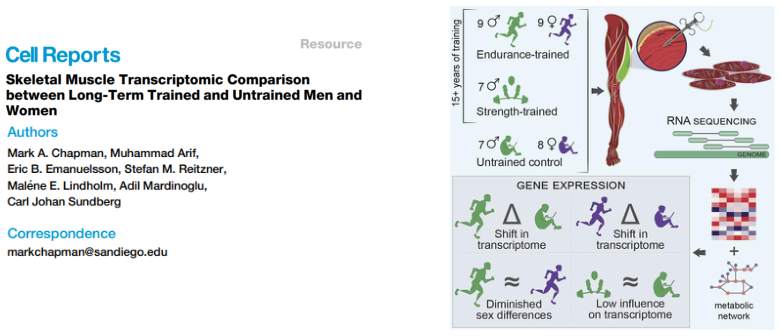 Resource
Cell Reports
Skeletal Muscle Transcriptomic Comparison
between Long-Term Trained and Untrained Men and
Women
Authors
Mark A. Chapman, Muhammad Arif,
Eric B. Emanuelsson, Stefan M. Reitzner,
Maléne E. Lindholm, Adil Mardinoglu,
Carl Johan Sundberg
Correspondence
markchapman@sandiego.edu
15+ years of training
9 ♂ 9 ♀
Endurance-trained
7 ♂
Strength-trained
7 ♂ 8 ♀
Untrained control
RNA SEQUENCING
GENOME
GENE EXPRESSION
Δ Δ
Shift in
transcriptome
Shift in
transcriptome
≈ ≈
Diminished
sex differences
Low influence
on transcriptome
+
metabolic
network